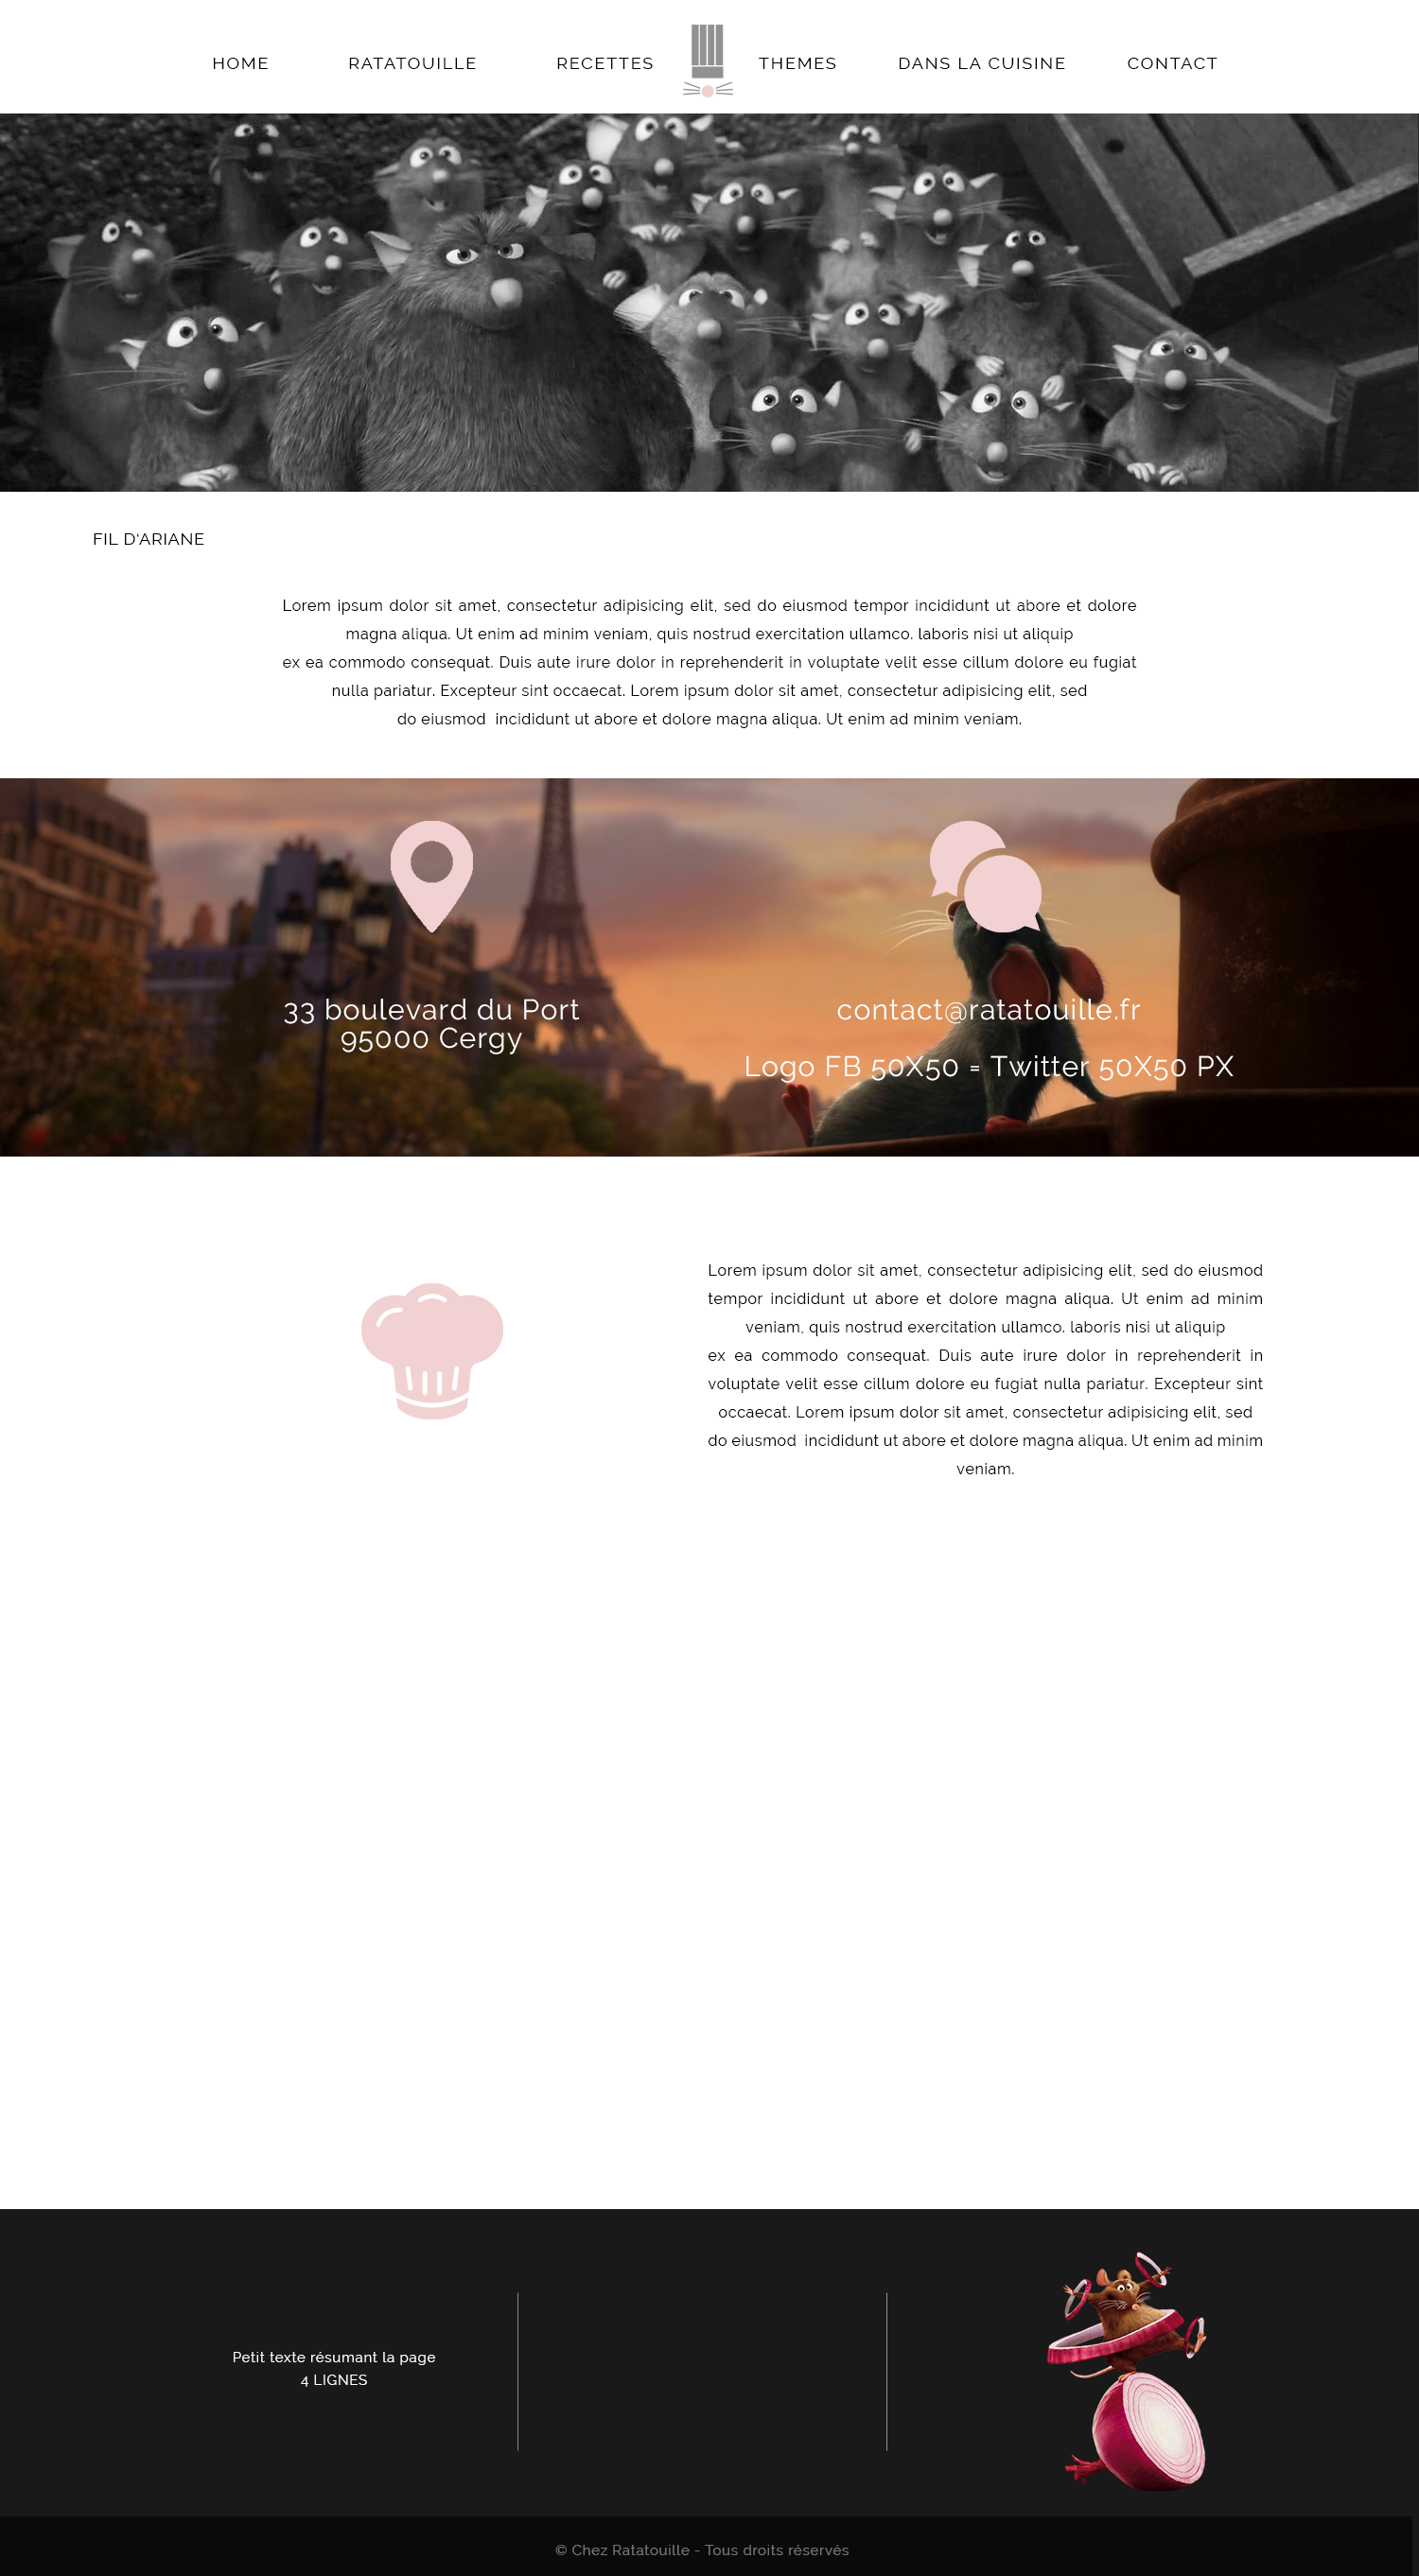 HOME RATATOUILLE RECETTES THEMES DANS LA CUISINE CONTACT
FIL D'ARIANE
Lorem ipsum dolor sit amet, consectetur adipisicing elit, sed do eiusmod tempor incididunt ut abore et dolore
magna aliqua. Ut enim ad minim veniam, quis nostrud exercitation ullamco. laboris nisi ut aliquip
ex ea commodo consequat. Duis aute irure dolor in reprehenderit in voluptate velit esse cillum dolore eu fugiat
nulla pariatur. Excepteur sint occaecat. Lorem ipsum dolor sit amet, consectetur adipisicing elit, sed
do eiusmod  incididunt ut abore et dolore magna aliqua. Ut enim ad minim veniam.
33 boulevard du Port
95000 Cergy
contact@ratatouille.fr
Logo FB 50X50 = Twitter 50X50 PX
Lorem ipsum dolor sit amet, consectetur adipisicing elit, sed do eiusmod
tempor incididunt ut abore et dolore magna aliqua. Ut enim ad minim
veniam, quis nostrud exercitation ullamco. laboris nisi ut aliquip
ex ea commodo consequat. Duis aute irure dolor in reprehenderit in
voluptate velit esse cillum dolore eu fugiat nulla pariatur. Excepteur sint
occaecat. Lorem ipsum dolor sit amet, consectetur adipisicing elit, sed
do eiusmod  incididunt ut abore et dolore magna aliqua. Ut enim ad minim
veniam.
Petit texte résumant la page
4 LIGNES
© Chez Ratatouille - Tous droits réservés